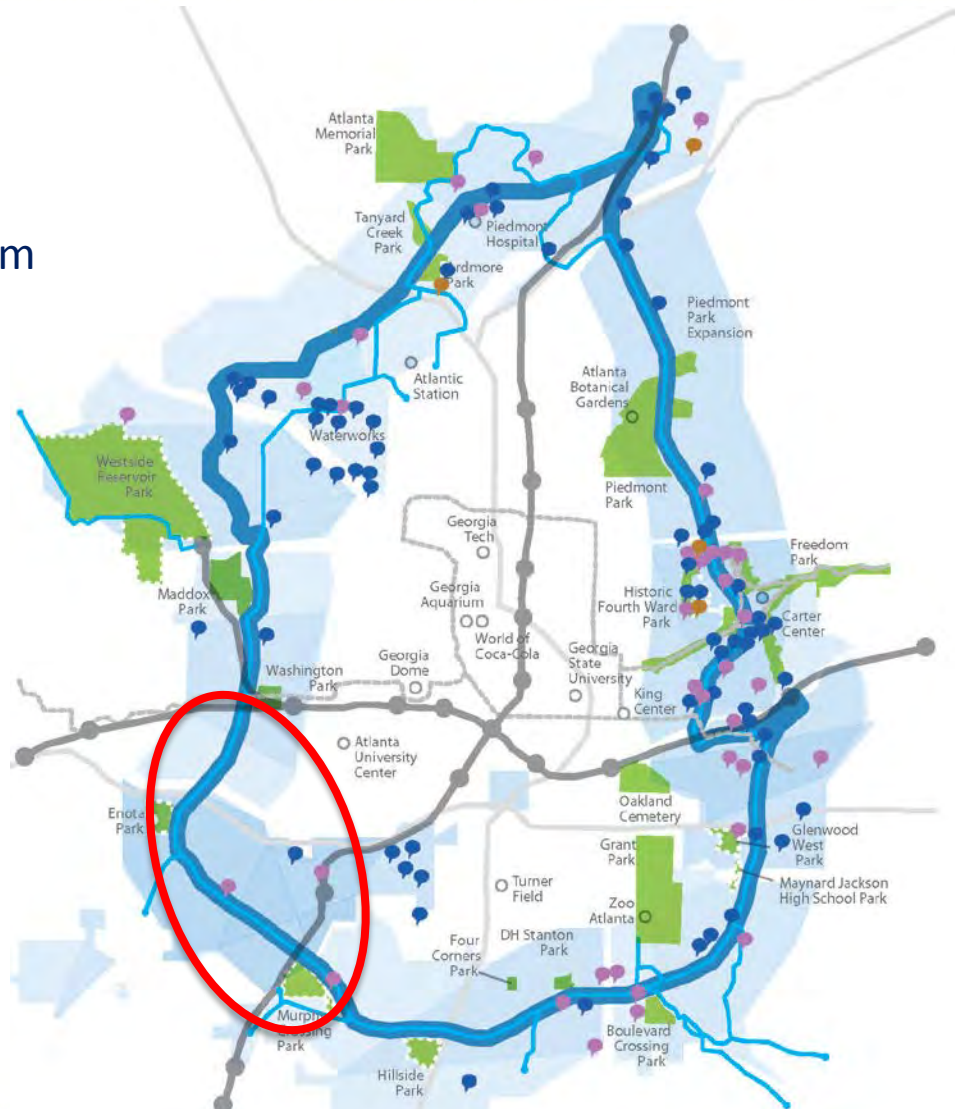 m
Atlanta
Memorial
Park
Tanyard
Creek
Park
Piedmont
Hospital
Ardmore
Park
Piedmont
Park
Expansion
Atlantic
Station
Atlanta
Botanical
Gardens
Waterworks
Westside
Reservoir
Park
Piedmont
Park
Georgia
Tech
Freedom
Park
Maddox
Park
Georgia
Aquarium
Historic
Fourth Ward
Park
Carter
Center
World of
Coca-Cola
Georgia
State
University
Washington
Park
Georgia
Dome
King
Center
Atlanta
University
Center
Enota
Park
Oakland
Cemetery
Glenwood
West
Park
Grant
Park
Maynard Jackson
High School Park
Turner
Field
Zoo
Atlanta
Four
Corners
Park
DH Stanton
Park
Murphy
Crossing
Park
Boulevard
Crossing
Park
Hillside
Park